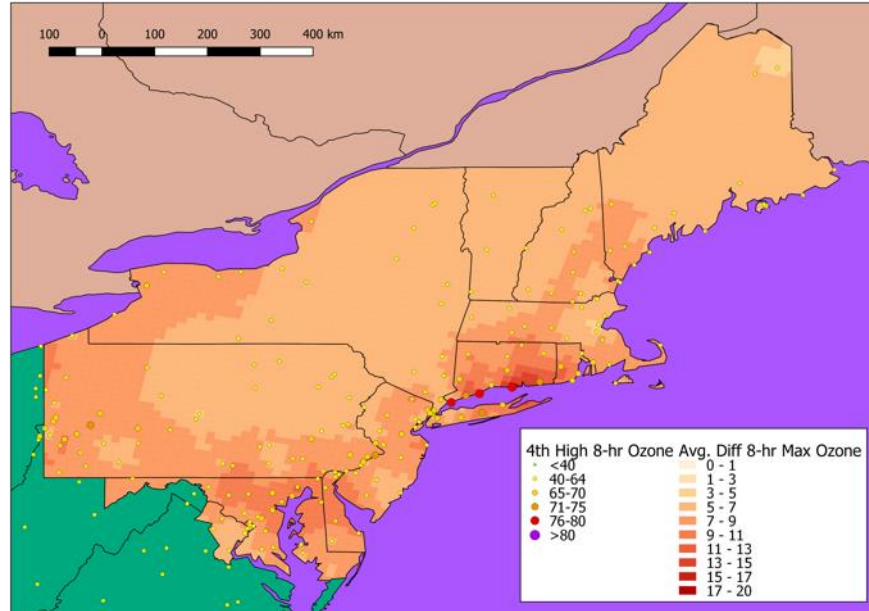 100 0 100 200 300 400 km
4th High 8-hr Ozone
<40
40-64
65-70
71-75
76-80
>80
Avg. Diff 8-hr Max Ozone
0 - 1
1 - 3
3 - 5
5 - 7
7 - 9
9 - 11
11 - 13
13 - 15
15 - 17
17 - 20